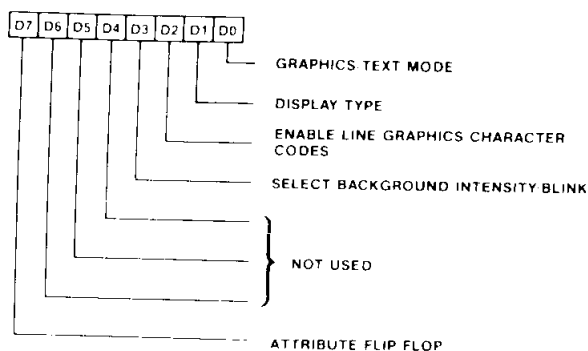 D7 D6 D5 D4 D3 D2 D1 D0
GRAPHICS TEXT MODE
DISPLAY TYPE
ENABLE LINE GRAPHICS CHARACTER
CODES
SELECT BACKGROUND INTENSITY BLINK
NOT USED
ATTRIBUTE FLIP FLOP